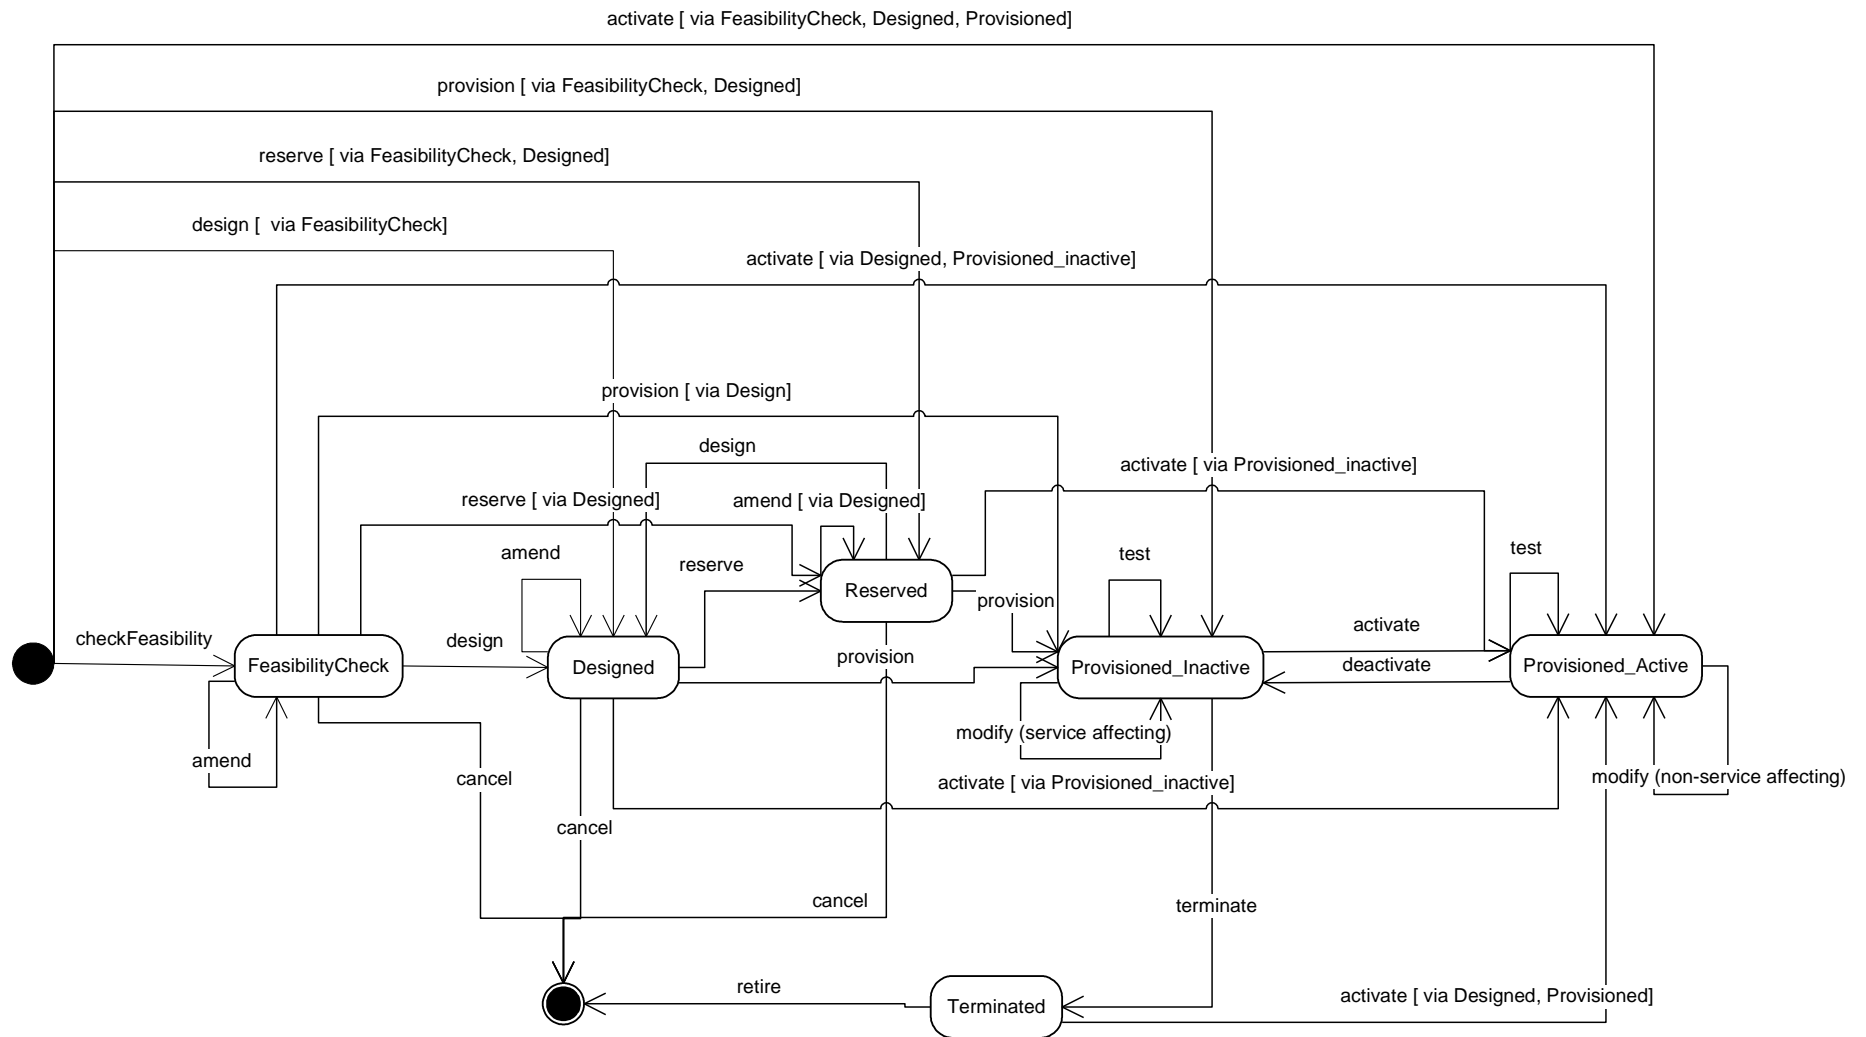 activate [ via FeasibilityCheck, Designed, Provisioned]
provision [ via FeasibilityCheck, Designed]
reserve [ via FeasibilityCheck, Designed]
design [  via FeasibilityCheck]
activate [ via Designed, Provisioned_inactive]
provision [ via Design]
design
activate [ via Provisioned_inactive]
reserve [ via Designed]
amend [ via Designed]
amend
test
test
reserve
Reserved
provision
checkFeasibility
design
activate
FeasibilityCheck
Designed
provision
Provisioned_Inactive
deactivate
Provisioned_Active
modify (service affecting)
amend
cancel
activate [ via Provisioned_inactive]
modify (non-service affecting)
cancel
cancel
terminate
retire
Terminated
activate [ via Designed, Provisioned]